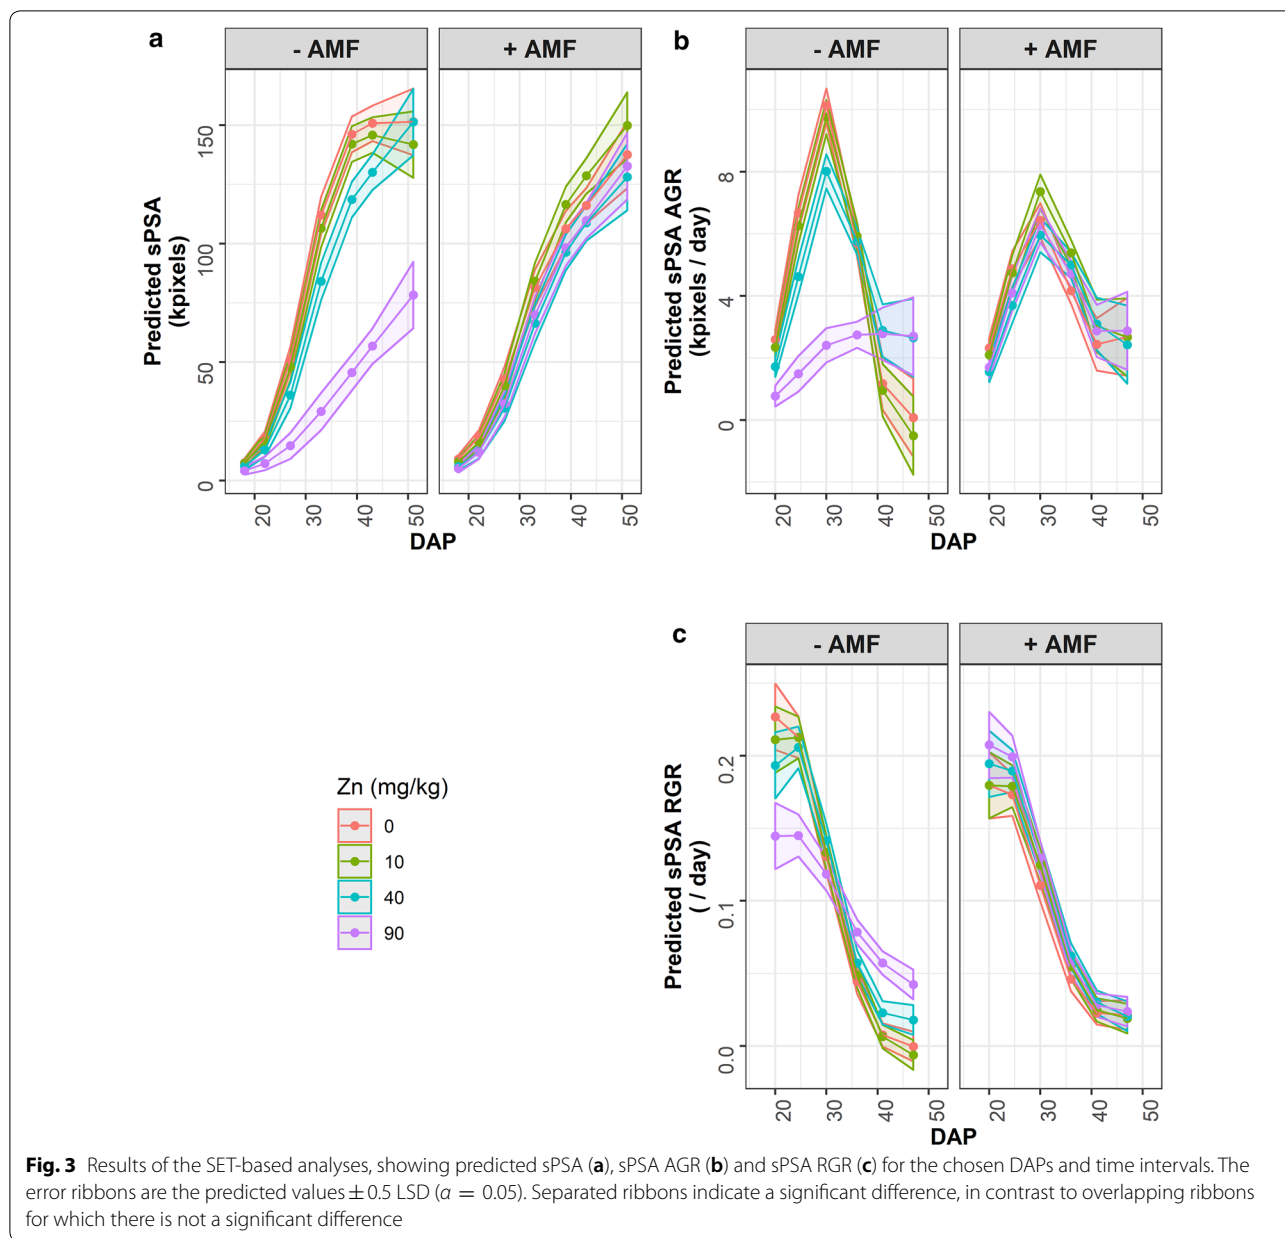 a
- AMF
+ AMF
Predicted sPSA
(kpixels)
0
50
100
150
20
30
40
50
20
30
40
50
DAP
b
- AMF
+ AMF
Predicted sPSA AGR
(kpixels / day)
0
4
8
20
30
40
50
20
30
40
50
DAP
c
- AMF
+ AMF
Predicted sPSA RGR
( / day)
0.0
0.1
0.2
20
30
40
50
20
30
40
50
DAP
Zn (mg/kg)
0
10
40
90
Fig. 3 Results of the SET-based analyses, showing predicted sPSA (a), sPSA AGR (b) and sPSA RGR (c) for the chosen DAPs and time intervals. The
error ribbons are the predicted values ± 0.5 LSD (α = 0.05). Separated ribbons indicate a significant difference, in contrast to overlapping ribbons
for which there is not a significant difference